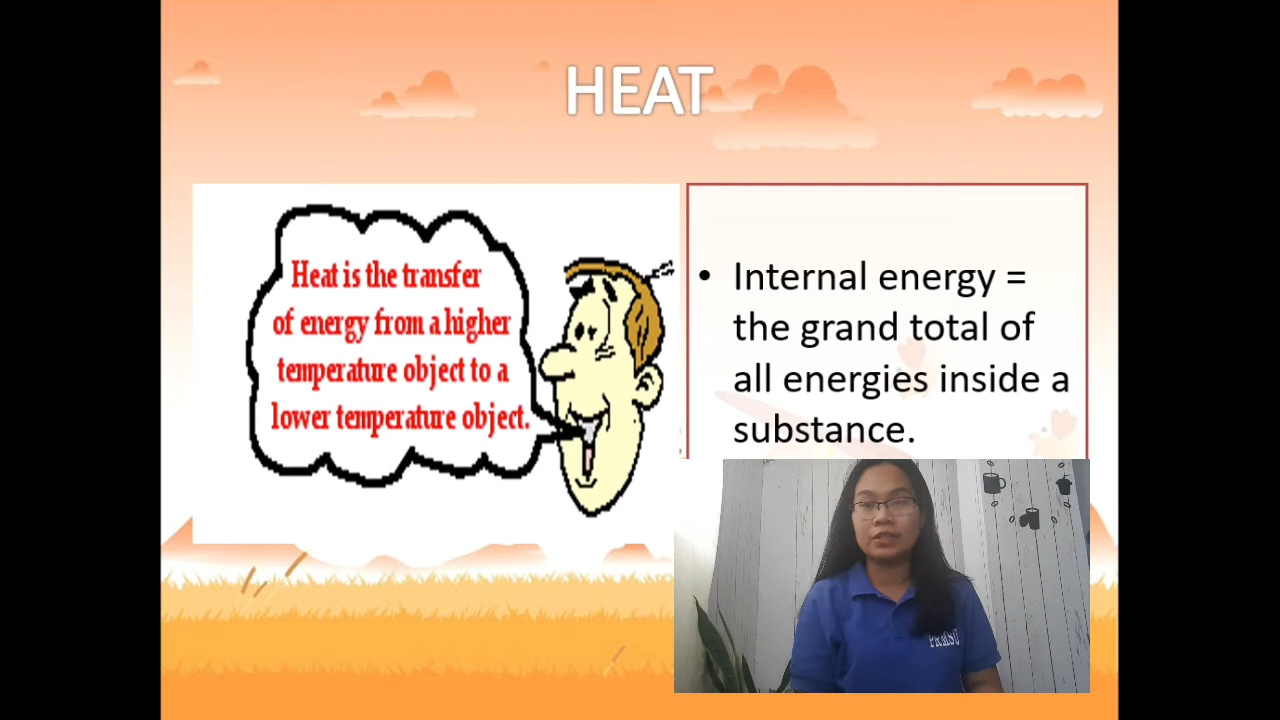 HEAT
Heat is the transfer
of energy from a higher
temperature object to a
lower temperature object.
• Internal energy =
the grand total of
all energies inside a
substance.
PRMSU